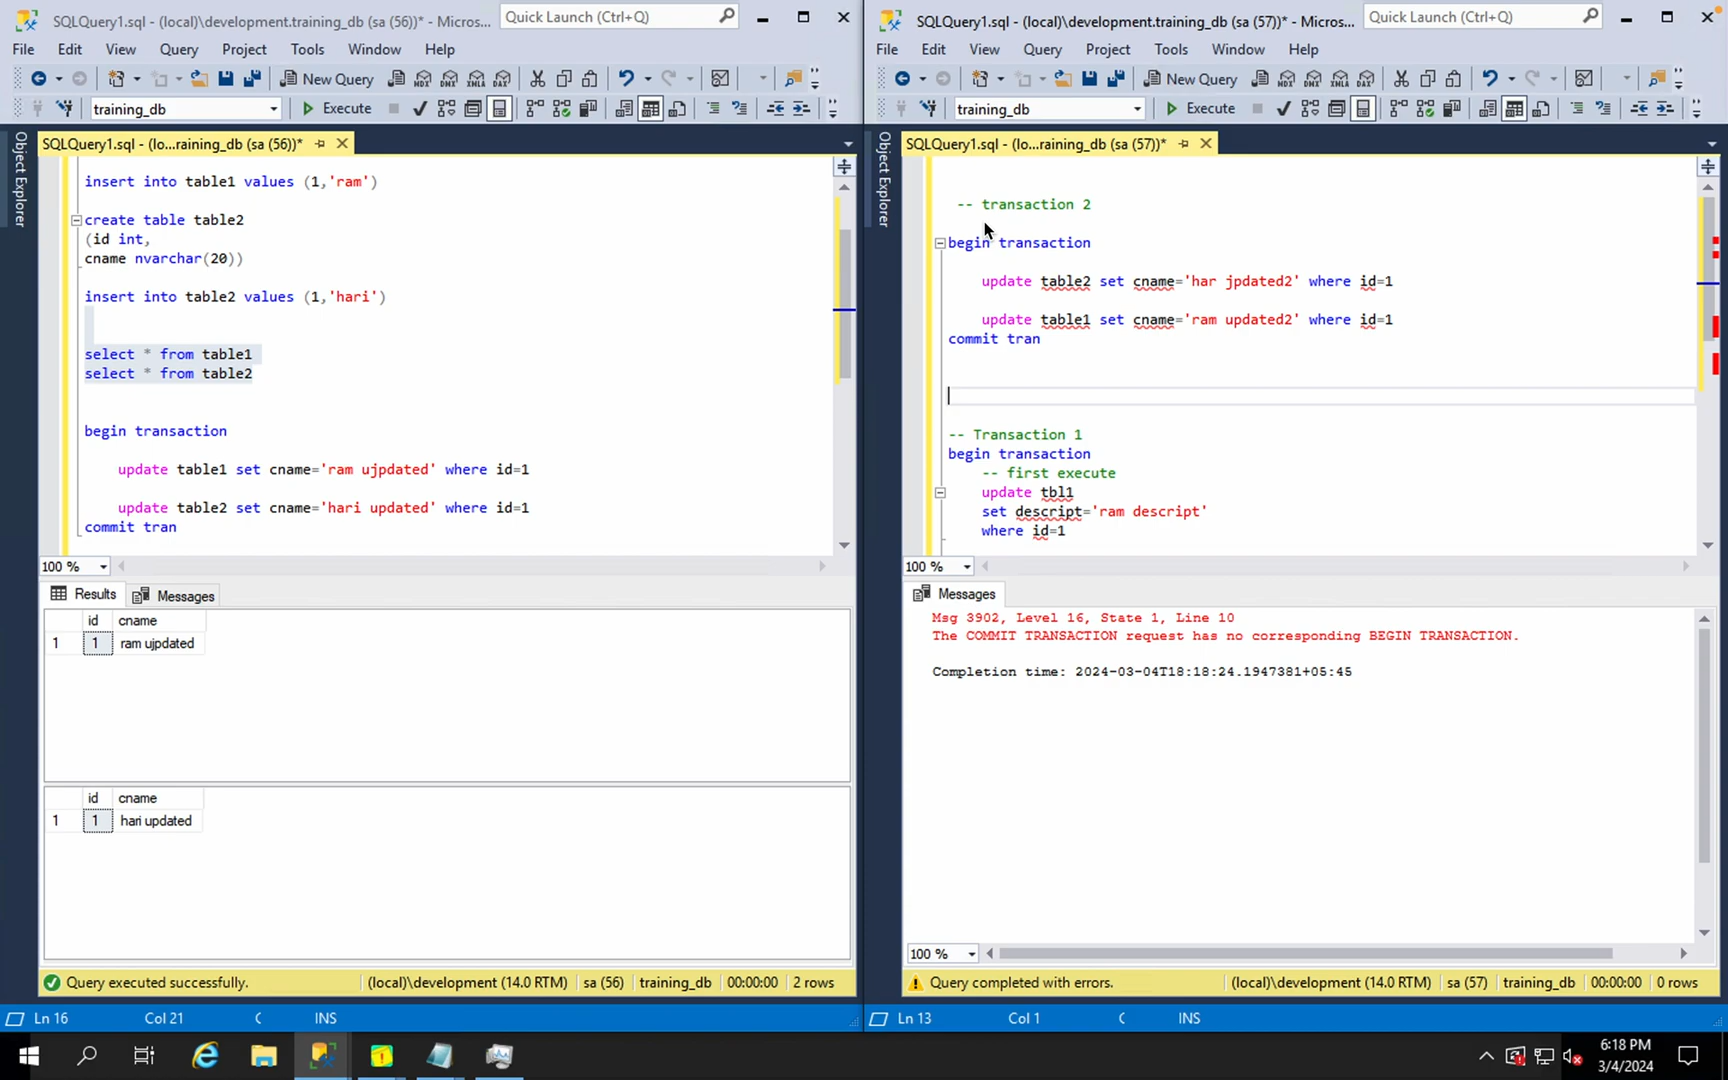 SQLQuery1.sql - (local)\development.training_db (sa (56))* - Micros...
Quick Launch (Ctrl+Q)
File Edit View Query Project Tools Window Help
New Query
training_db
Execute
Object Explorer
SQLQuery1.sql - (lo...raining_db (sa (56))*
insert into table1 values (1,'ram')
create table table2
(id int,
cname nvarchar(20))
insert into table2 values (1,'hari')
select * from table1
select * from table2
begin transaction
update table1 set cname='ram ujpdated' where id=1
update table2 set cname='hari updated' where id=1
commit tran
100 %
Results Messages
id cname
1 1 ram ujpdated
id cname
1 1 hari updated
Query executed successfully. (local)\development (14.0 RTM) sa (56) training_db 00:00:00 2 rows
Ln 16 Col 21 C INS
SQLQuery1.sql - (local)\development.training_db (sa (57))* - Micros...
Quick Launch (Ctrl+Q)
File Edit View Query Project Tools Window Help
New Query
training_db
Execute
Object Explorer
SQLQuery1.sql - (lo...raining_db (sa (57))*
-- transaction 2
begin transaction
update table2 set cname='har jpdated2' where id=1
update table1 set cname='ram updated2' where id=1
commit tran
-- Transaction 1
begin transaction
-- first execute
update tbl1
set descript='ram descript'
where id=1
100 %
Messages
Msg 3902, Level 16, State 1, Line 10
The COMMIT TRANSACTION request has no corresponding BEGIN TRANSACTION.
Completion time: 2024-03-04T18:18:24.1947381+05:45
100 %
Query completed with errors. (local)\development (14.0 RTM) sa (57) training_db 00:00:00 0 rows
Ln 13 Col 1 C INS
6:18 PM
3/4/2024